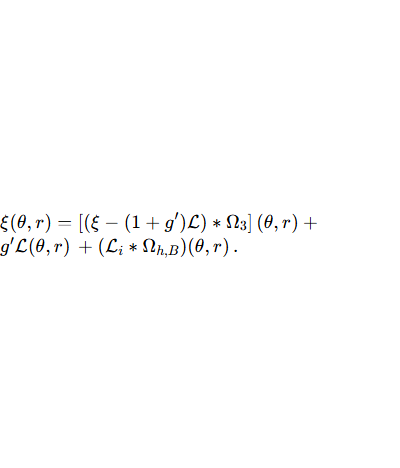 ξ(θ, r) = [(ξ − (1 + g′)ℒ) ∗ Ω₃] (θ, r) +
g′ℒ(θ, r) + (ℒᵢ ∗ Ω_{h,B})(θ, r) .